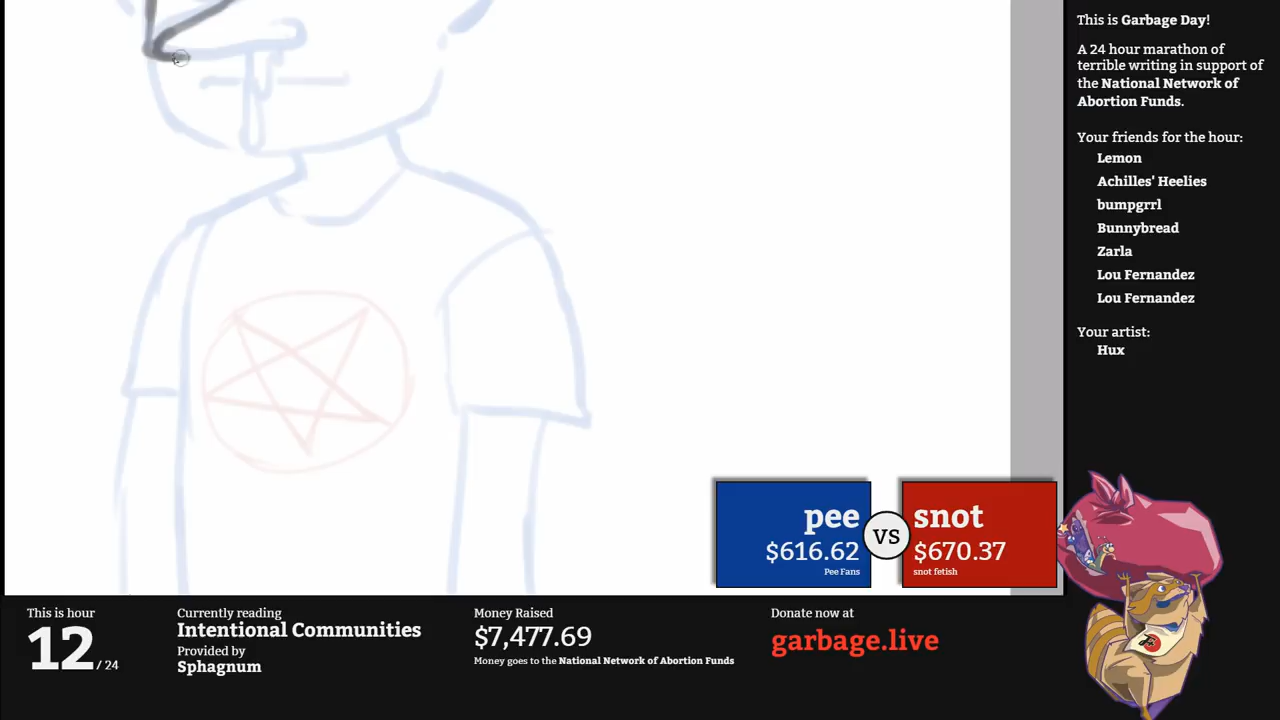 This is Garbage Day!
A 24 hour marathon of
terrible writing in support of
the National Network of
Abortion Funds.
Your friends for the hour:
Lemon
Achilles' Heelies
bumpgrrl
Bunnybread
Zarla
Lou Fernandez
Lou Fernandez
Your artist:
Hux
pee
$616.62
Pee Fans
VS
snot
$670.37
snot fetish
This is hour
12 / 24
Currently reading
Intentional Communities
Provided by
Sphagnum
Money Raised
$7,477.69
Money goes to the National Network of Abortion Funds
Donate now at
garbage.live